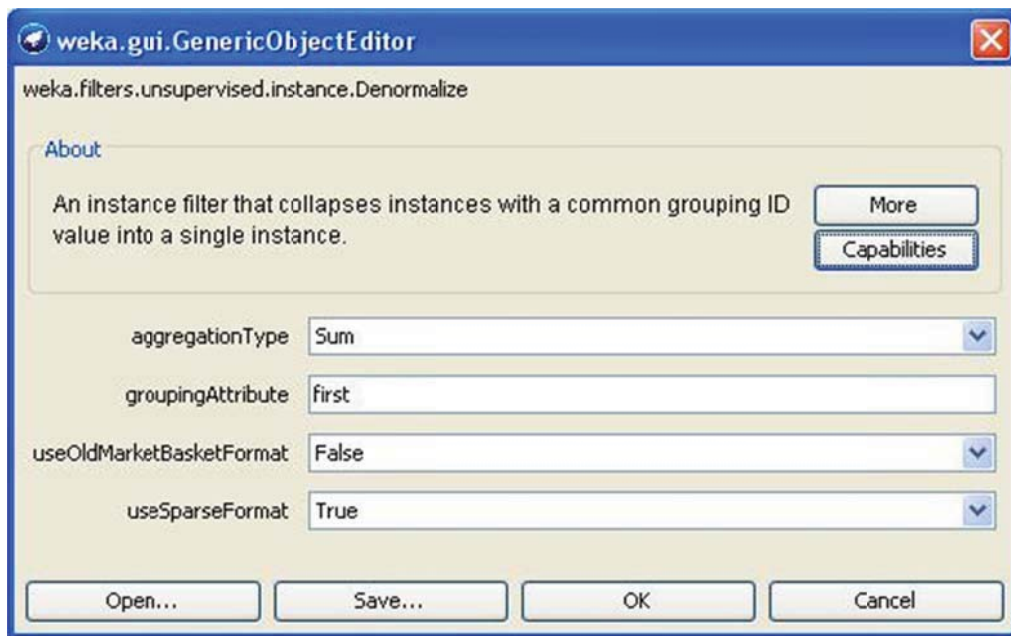 weka.gui.GenericObjectEditor
weka.filters.unsupervised.instance.Denormalize
About
An instance filter that collapses instances with a common grouping ID
value into a single instance.
More
Capabilities
aggregationType Sum
groupingAttribute first
useOldMarketBasketFormat False
useSparseFormat True
Open... Save... OK Cancel